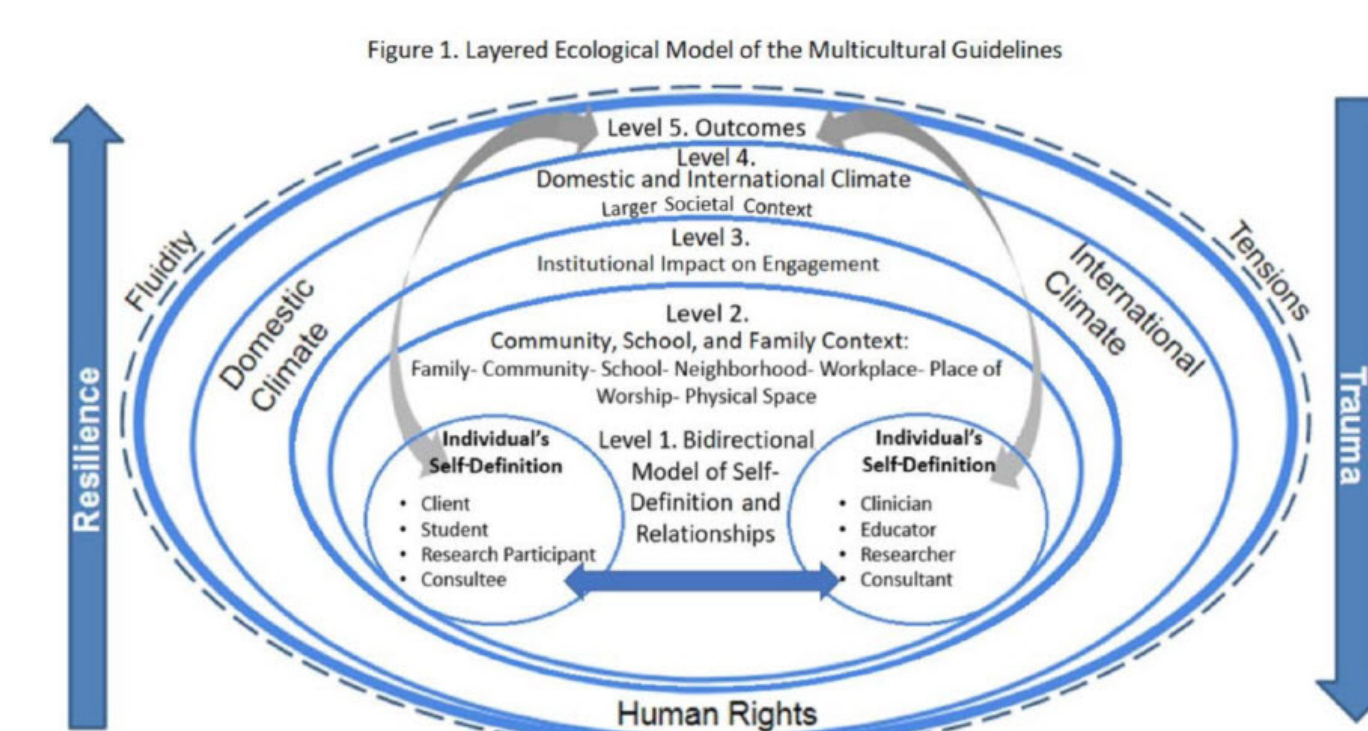 Figure 1. Layered Ecological Model of the Multicultural Guidelines
Level 5. Outcomes
Level 4.
Domestic and International Climate
Larger Societal Context
Fluidity
Tensions
Domestic
Climate
International
Climate
Level 3.
Institutional Impact on Engagement
Level 2.
Community, School, and Family Context:
Family- Community- School- Neighborhood- Workplace- Place of
Worship- Physical Space
Resilience
Trauma
Individual's
Self-Definition
• Client
• Student
• Research Participant
• Consultee
Level 1. Bidirectional
Model of Self-
Definition and
Relationships
Individual's
Self-Definition
• Clinician
• Educator
• Researcher
• Consultant
Human Rights